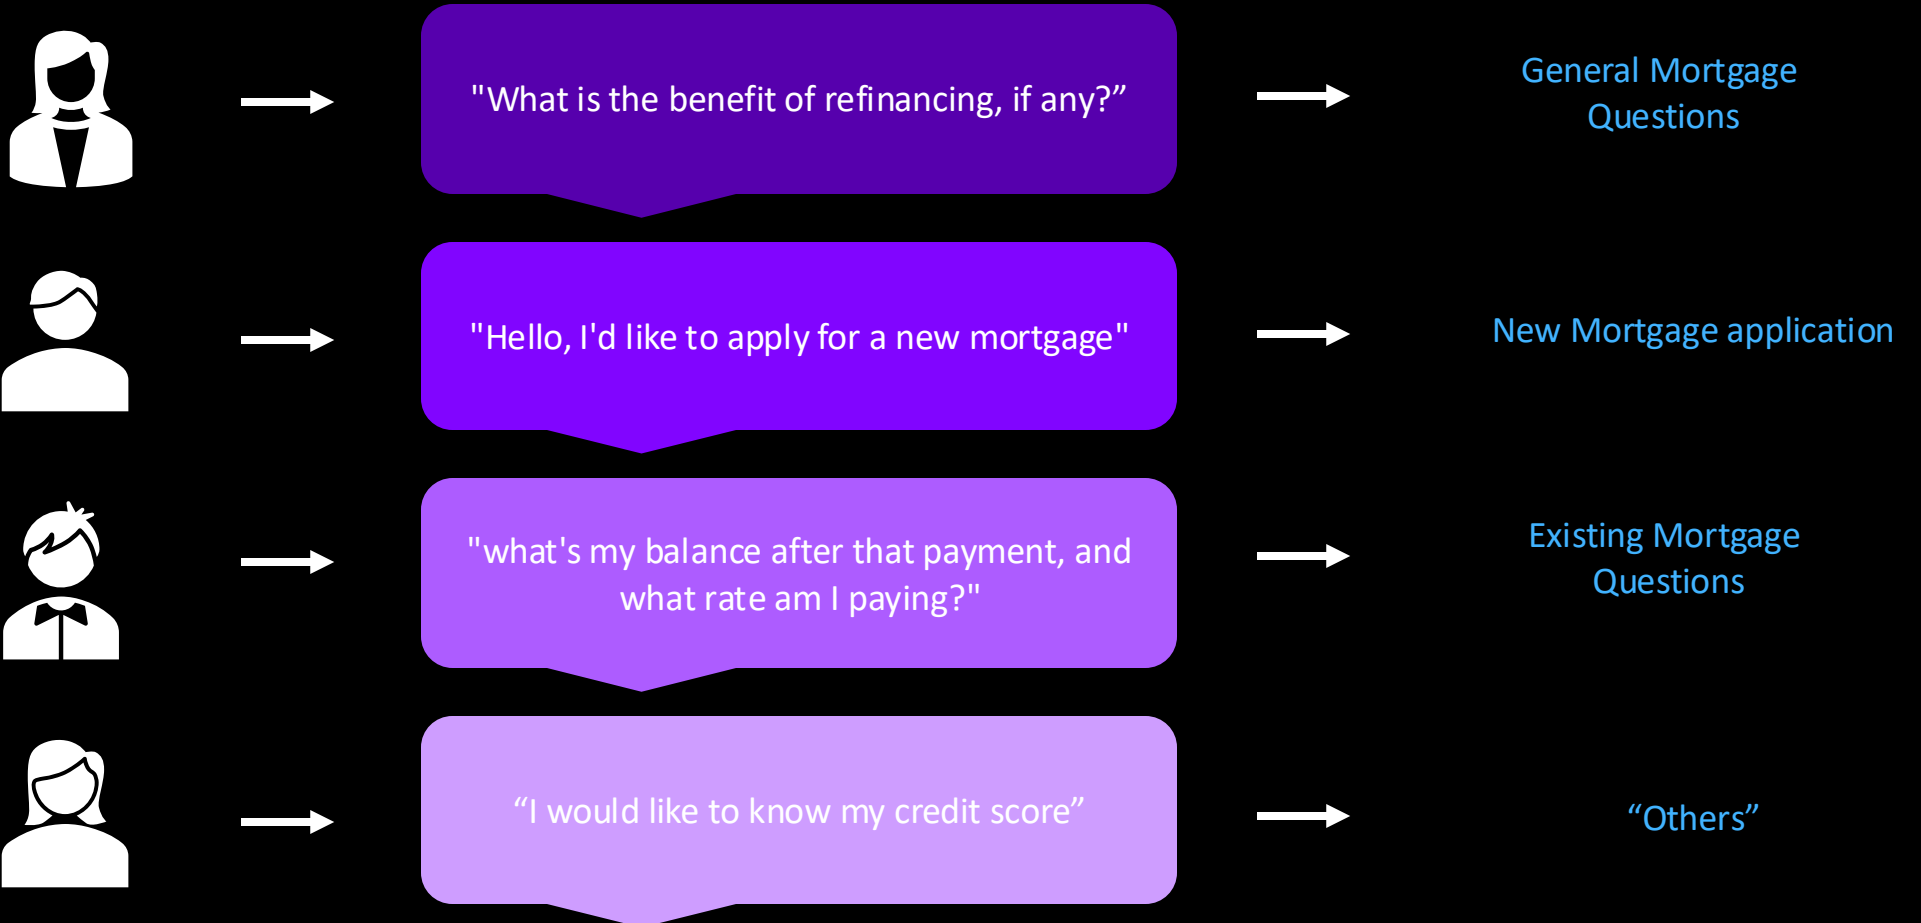 "What is the benefit of refinancing, if any?”
General Mortgage
Questions
"Hello, I'd like to apply for a new mortgage"
New Mortgage application
"what's my balance after that payment, and
what rate am I paying?"
Existing Mortgage
Questions
“I would like to know my credit score”
“Others”